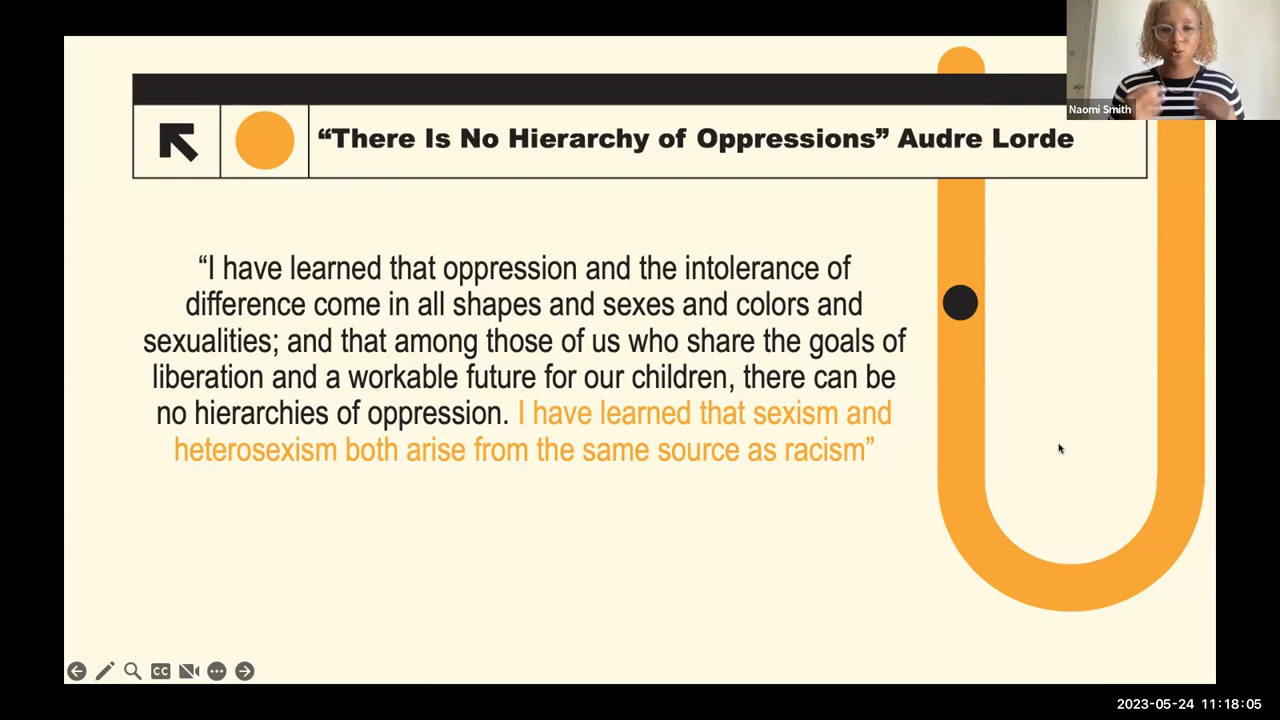 Naomi Smith
“There Is No Hierarchy of Oppressions” Audre Lorde
“I have learned that oppression and the intolerance of
difference come in all shapes and sexes and colors and
sexualities; and that among those of us who share the goals of
liberation and a workable future for our children, there can be
no hierarchies of oppression. I have learned that sexism and
heterosexism both arise from the same source as racism”
CC
2023-05-24 11:18:05